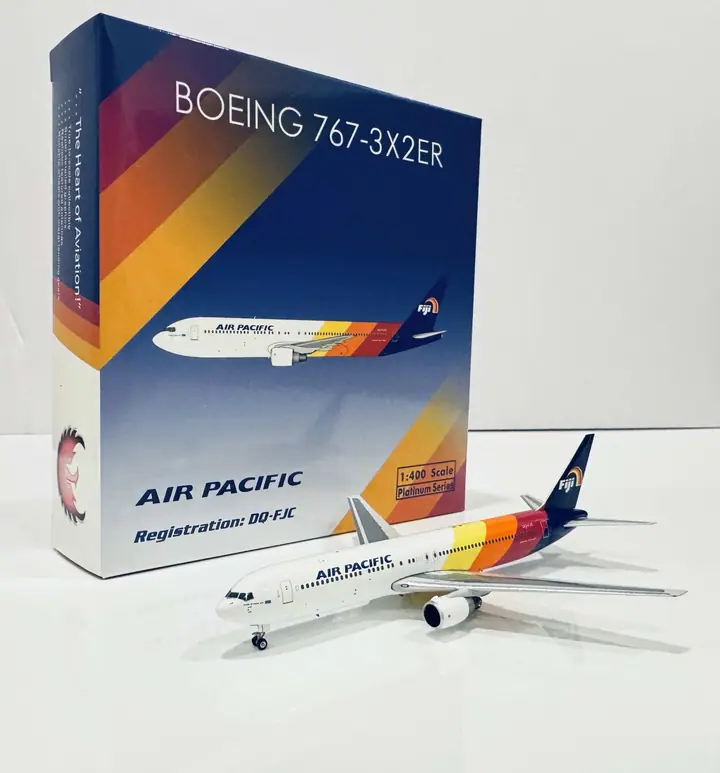 BOEING 767-3X2ER
"... The Heart of Aviation!"
AIR PACIFIC
Fiji
1:400 Scale
Platinum Series
AIR PACIFIC
Registration: DQ-FJC
AIR PACIFIC
Fiji